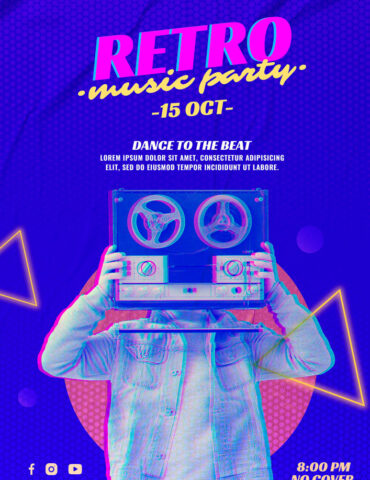 RETRO
•music party•
-15 OCT-
DANCE TO THE BEAT
LOREM IPSUM DOLOR SIT AMET, CONSECTETUR ADIPISICING
ELIT, SED DO EIUSMOD TEMPOR INCIDIDUNT UT LABORE.
8:00 PM
NO COVER